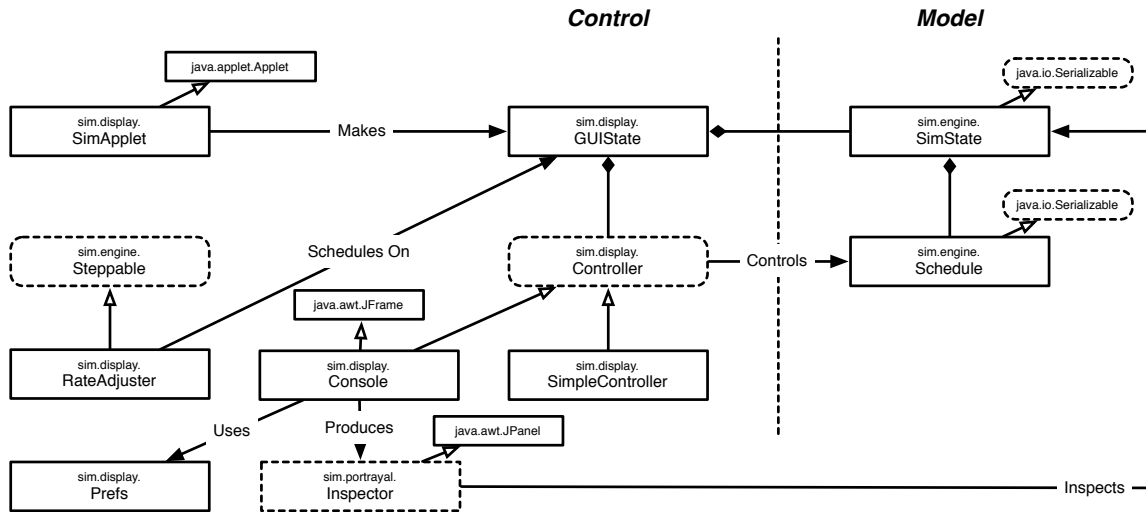 Control
Model
java.applet.Applet
java.io.Serializable
sim.display.
SimApplet
Makes
sim.display.
GUIState
sim.engine.
SimState
java.io.Serializable
sim.engine.
Steppable
Schedules On
sim.display.
Controller
Controls
sim.engine.
Schedule
java.awt.JFrame
sim.display.
RateAdjuster
sim.display.
Console
sim.display.
SimpleController
Uses
Produces
java.awt.JPanel
sim.display.
Prefs
sim.portrayal.
Inspector
Inspects